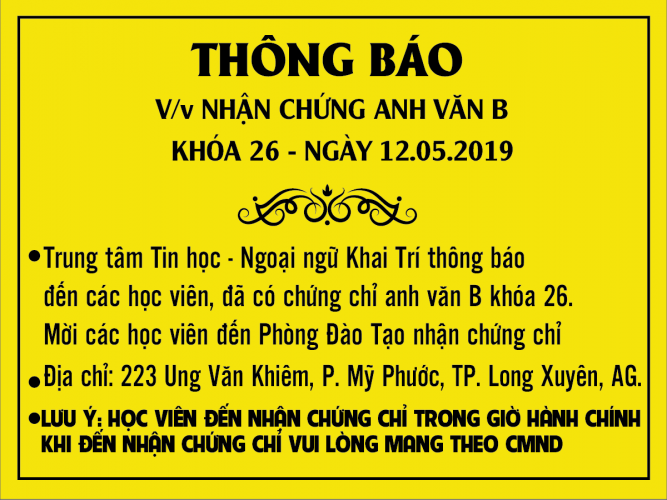 THÔNG BÁO
V/v NHẬN CHỨNG ANH VĂN B
KHÓA 26 - NGÀY 12.05.2019
•Trung tâm Tin học - Ngoại ngữ Khai Trí thông báo
đến các học viên, đã có chứng chỉ anh văn B khóa 26.
Mời các học viên đến Phòng Đào Tạo nhận chứng chỉ
•Địa chỉ: 223 Ung Văn Khiêm, P. Mỹ Phước, TP. Long Xuyên, AG.
•LƯU Ý: HỌC VIÊN ĐẾN NHẬN CHỨNG CHỈ TRONG GIỜ HÀNH CHÍNH
KHI ĐẾN NHẬN CHỨNG CHỈ VUI LÒNG MANG THEO CMND